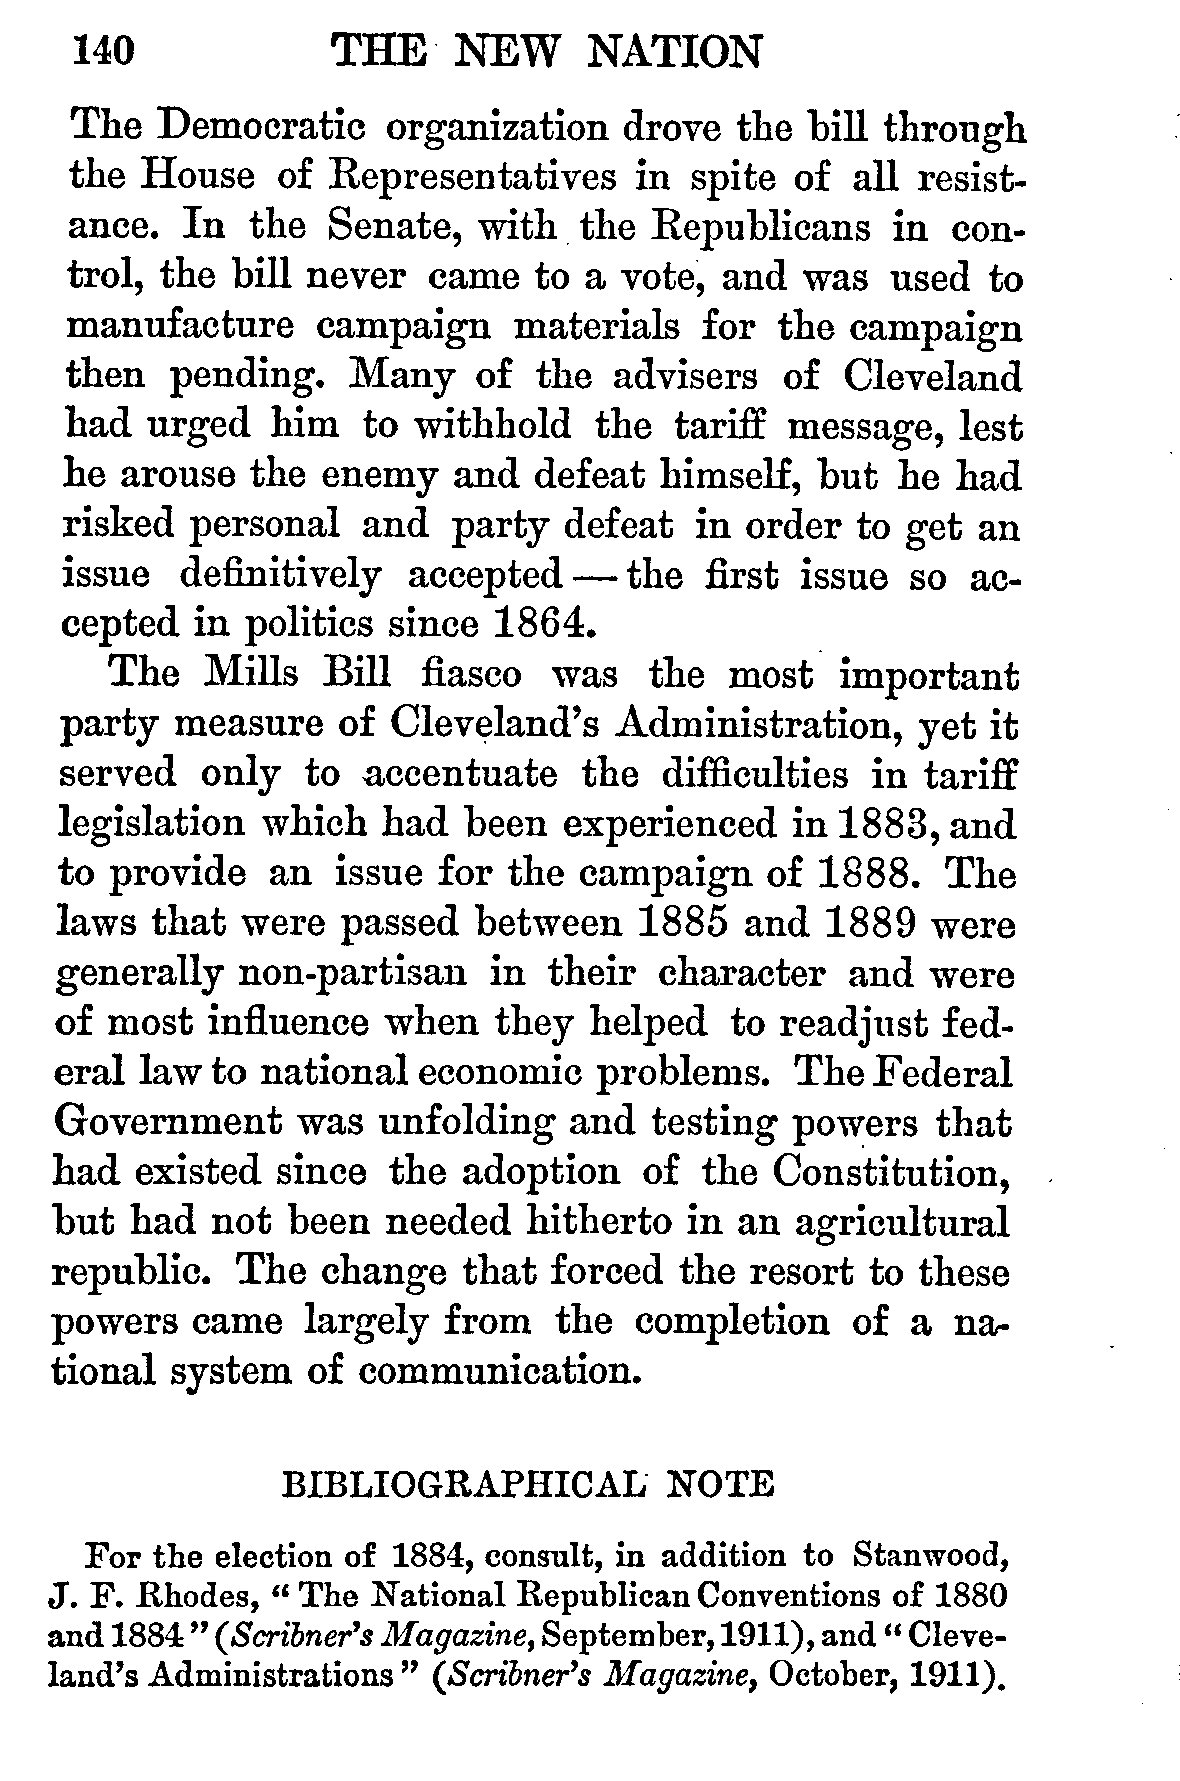 140 THE NEW NATION
The Democratic organization drove the bill through
the House of Representatives in spite of all resist-
ance. In the Senate, with the Republicans in con-
trol, the bill never came to a vote, and was used to
manufacture campaign materials for the campaign
then pending. Many of the advisers of Cleveland
had urged him to withhold the tariff message, lest
he arouse the enemy and defeat himself, but he had
risked personal and party defeat in order to get an
issue definitively accepted — the first issue so ac-
cepted in politics since 1864.
The Mills Bill fiasco was the most important
party measure of Cleveland's Administration, yet it
served only to accentuate the difficulties in tariff
legislation which had been experienced in 1883, and
to provide an issue for the campaign of 1888. The
laws that were passed between 1885 and 1889 were
generally non-partisan in their character and were
of most influence when they helped to readjust fed-
eral law to national economic problems. The Federal
Government was unfolding and testing powers that
had existed since the adoption of the Constitution,
but had not been needed hitherto in an agricultural
republic. The change that forced the resort to these
powers came largely from the completion of a na-
tional system of communication.
BIBLIOGRAPHICAL NOTE
For the election of 1884, consult, in addition to Stanwood,
J. F. Rhodes, “The National Republican Conventions of 1880
and 1884” (Scribner's Magazine, September, 1911), and “Cleve-
land's Administrations” (Scribner's Magazine, October, 1911).